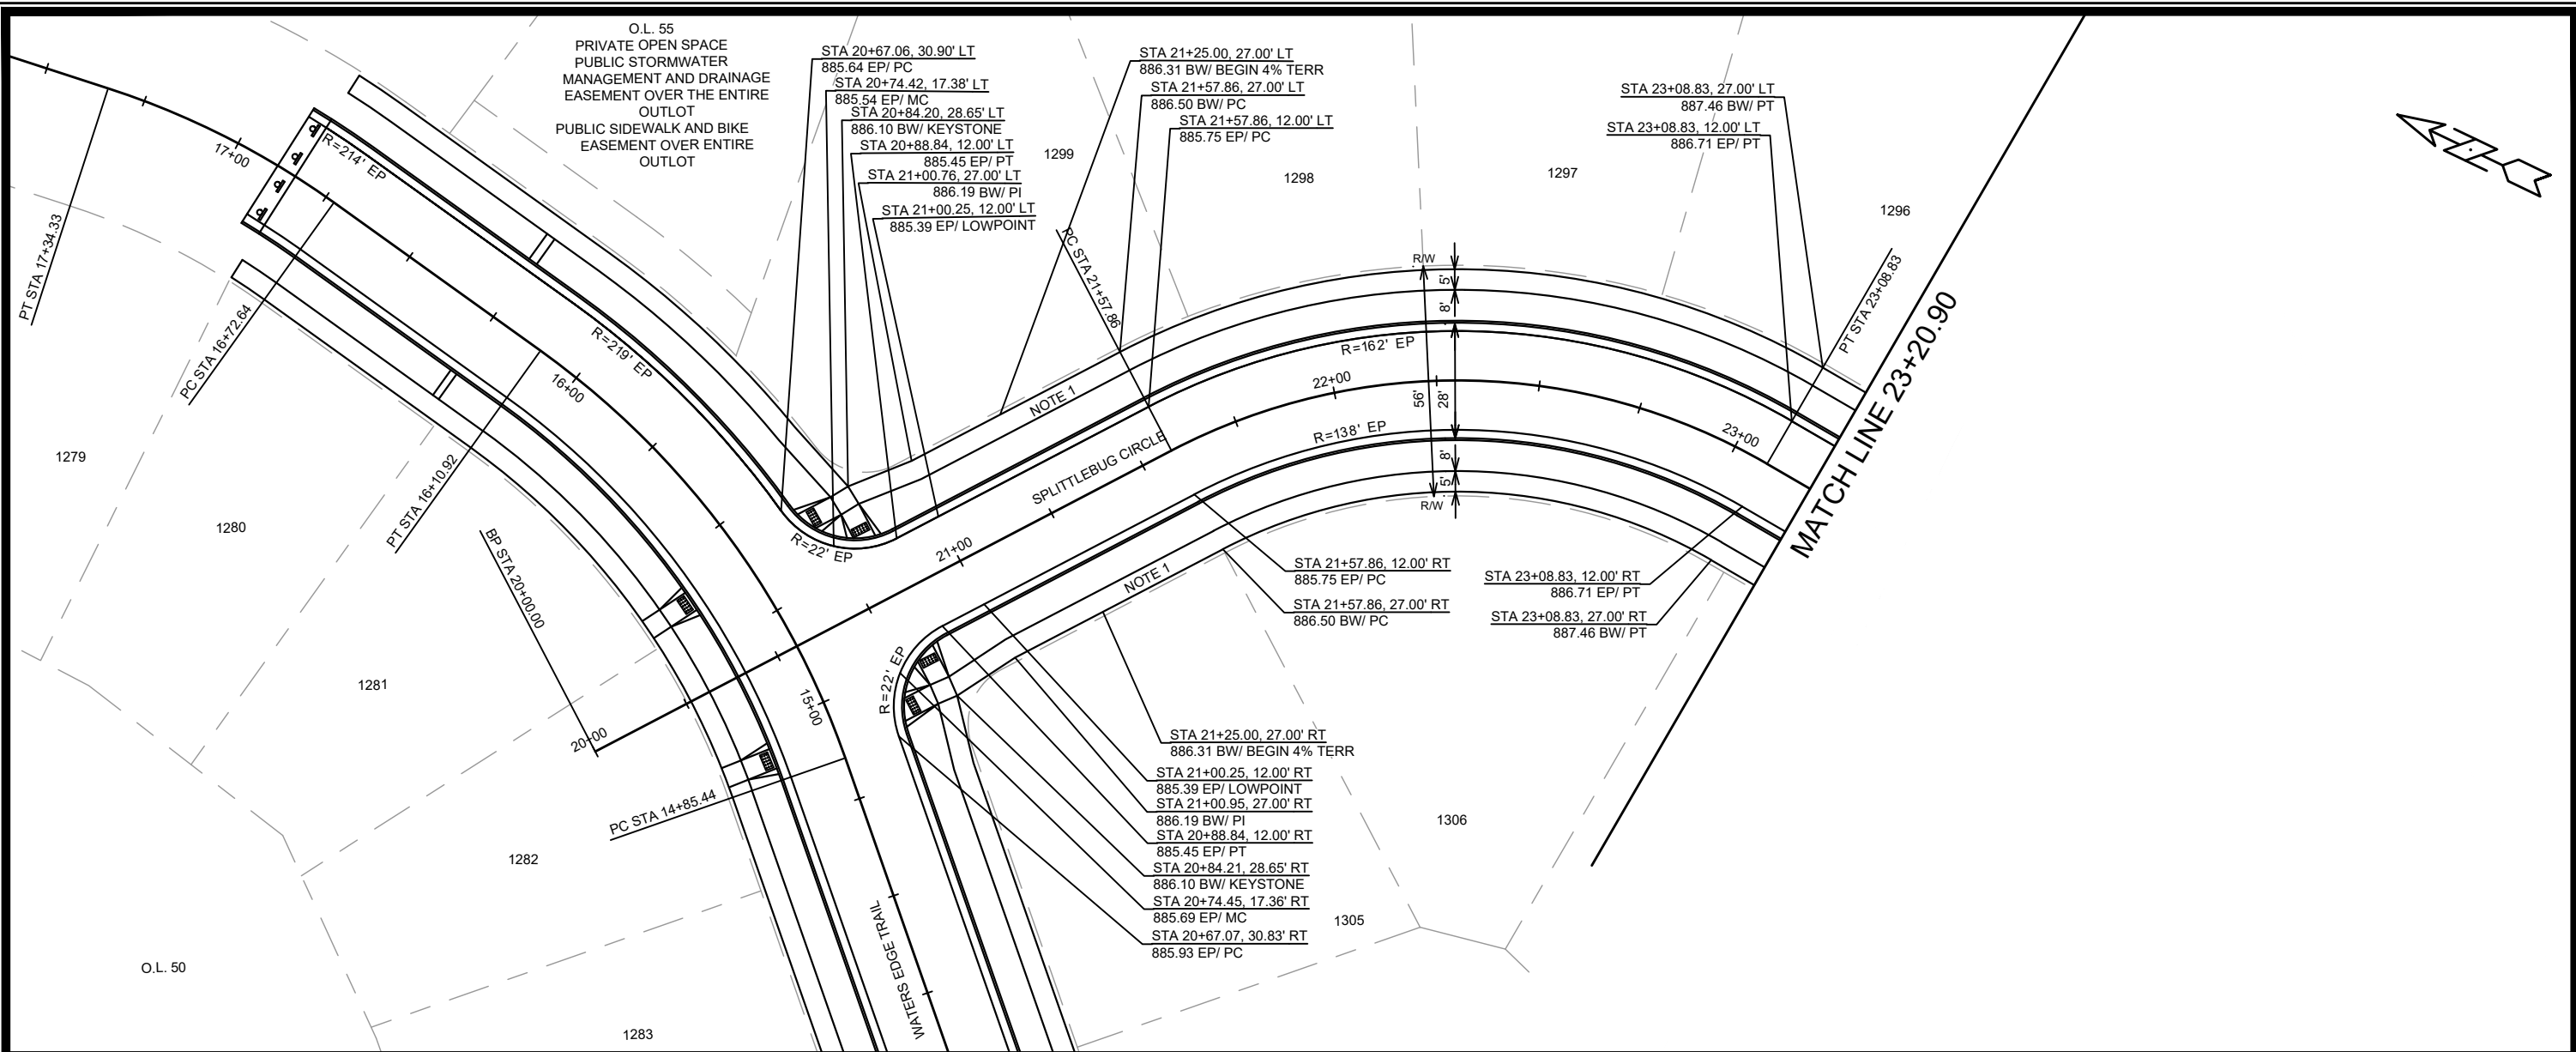 O.L. 55
PRIVATE OPEN SPACE
PUBLIC STORMWATER
MANAGEMENT AND DRAINAGE
EASEMENT OVER THE ENTIRE
OUTLOT
PUBLIC SIDEWALK AND BIKE
EASEMENT OVER ENTIRE
OUTLOT
STA 20+67.06, 30.90' LT
885.64 EP/ PC
STA 20+74.42, 17.38' LT
885.54 EP/ MC
STA 20+84.20, 28.65' LT
886.10 BW/ KEYSTONE
STA 20+88.84, 12.00' LT
885.45 EP/ PT
STA 21+00.76, 27.00' LT
886.19 BW/ PI
STA 21+00.25, 12.00' LT
885.39 EP/ LOWPOINT
STA 21+25.00, 27.00' LT
886.31 BW/ BEGIN 4% TERR
STA 21+57.86, 27.00' LT
886.50 BW/ PC
STA 21+57.86, 12.00' LT
885.75 EP/ PC
STA 23+08.83, 27.00' LT
887.46 BW/ PT
STA 23+08.83, 12.00' LT
886.71 EP/ PT
1299
1298
1297
1296
17+00
R=214' EP
PT STA 17+34.33
PC STA 16+72.64
R=219' EP
16+00
PT STA 16+10.92
PC STA 21+57.86
NOTE 1
SPLITTLEBUG CIRCLE
R/W
5'
8'
R=162' EP
22+00
56'
28'
R=138' EP
8'
5'
R/W
23+00
PT STA 23+08.83
MATCH LINE 23+20.90
1279
1280
1281
1282
1283
O.L. 50
BP STA 20+00.00
20+00
R=22' EP
21+00
15+00
R=22' EP
NOTE 1
PC STA 14+85.44
WATERS EDGE TRAIL
STA 21+57.86, 12.00' RT
885.75 EP/ PC
STA 21+57.86, 27.00' RT
886.50 BW/ PC
STA 23+08.83, 12.00' RT
886.71 EP/ PT
STA 23+08.83, 27.00' RT
887.46 BW/ PT
STA 21+25.00, 27.00' RT
886.31 BW/ BEGIN 4% TERR
STA 21+00.25, 12.00' RT
885.39 EP/ LOWPOINT
STA 21+00.95, 27.00' RT
886.19 BW/ PI
STA 20+88.84, 12.00' RT
885.45 EP/ PT
STA 20+84.21, 28.65' RT
886.10 BW/ KEYSTONE
STA 20+74.45, 17.36' RT
885.69 EP/ MC
STA 20+67.07, 30.83' RT
885.93 EP/ PC
1306
1305